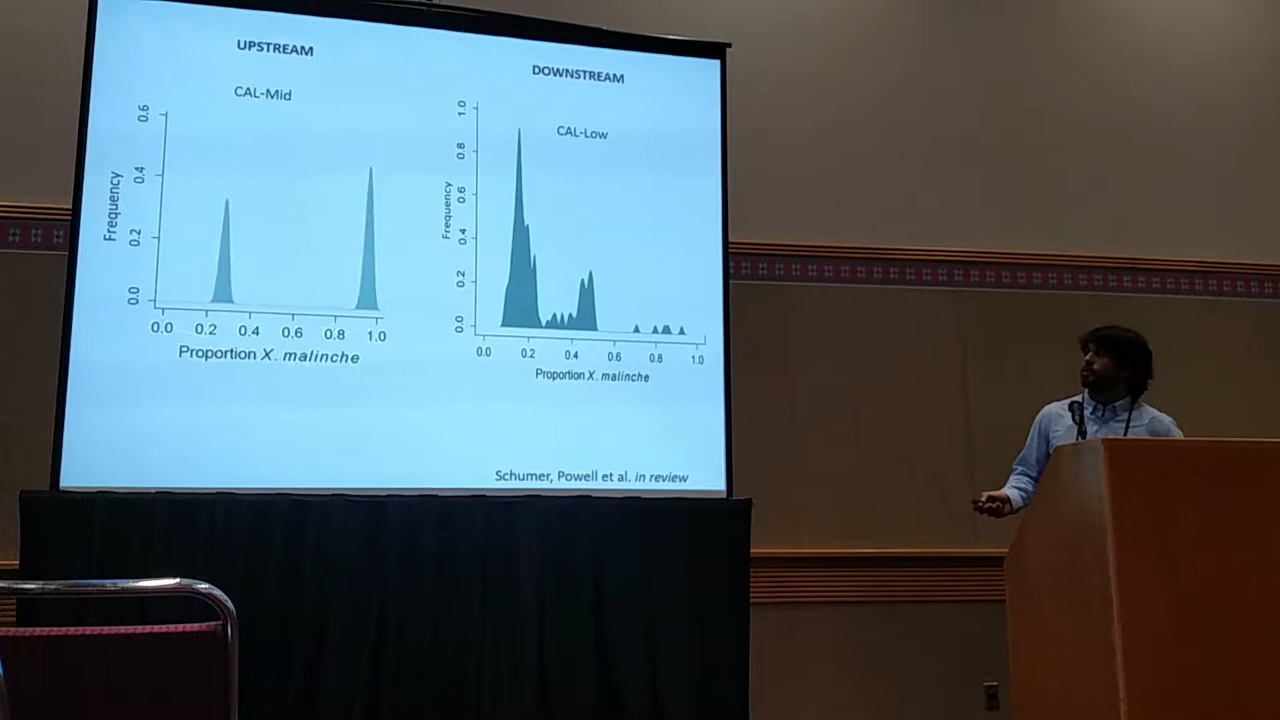 UPSTREAM
CAL-Mid
Frequency
0.6
0.4
0.2
0.0
0.0 0.2 0.4 0.6 0.8 1.0
Proportion X. malinche
DOWNSTREAM
CAL-Low
Frequency
1.0
0.8
0.6
0.4
0.2
0.0
0.0 0.2 0.4 0.6 0.8 1.0
Proportion X. malinche
Schumer, Powell et al. in review